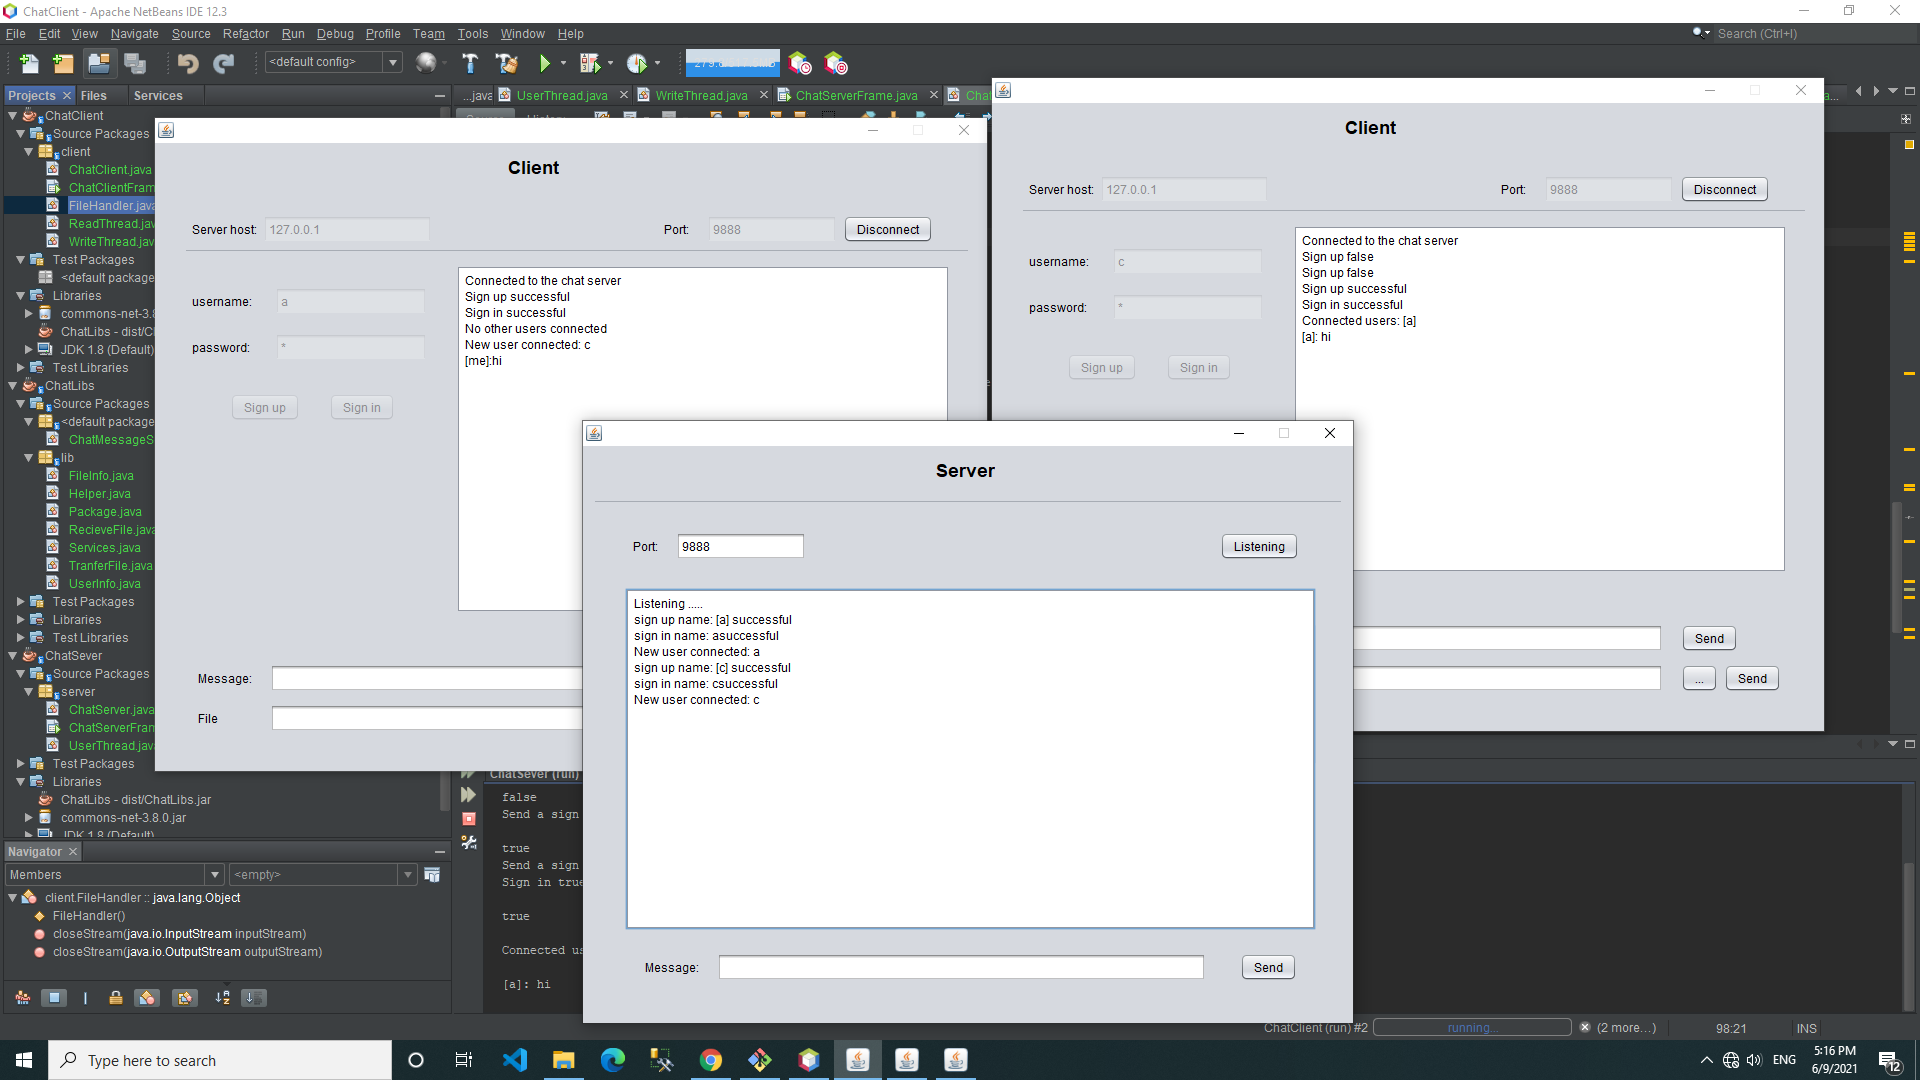 ChatClient - Apache NetBeans IDE 12.3
File Edit View Navigate Source Refactor Run Debug Profile Team Tools Window Help
Search (Ctrl+I)
<default config>
Projects Files Services
...java UserThread.java WriteThread.java ChatServerFrame.java
ChatClient
Source Packages
client
ChatClient.java
ChatClientFram
FileHandler.java
ReadThread.jav
WriteThread.jav
Test Packages
<default package
Libraries
commons-net-3.8
ChatLibs - dist/C
JDK 1.8 (Default)
Test Libraries
ChatLibs
Source Packages
<default package
ChatMessageS
lib
FileInfo.java
Helper.java
Package.java
RecieveFile.java
Services.java
TranferFile.java
UserInfo.java
Test Packages
Libraries
Test Libraries
ChatSever
Source Packages
server
ChatServer.java
ChatServerFram
UserThread.java
Test Packages
Libraries
ChatLibs - dist/ChatLibs.jar
commons-net-3.8.0.jar
JDK 1.8 (Default)
Navigator
Members <empty>
client.FileHandler :: java.lang.Object
FileHandler()
closeStream(java.io.InputStream inputStream)
closeStream(java.io.OutputStream outputStream)
Client
Server host: 127.0.0.1 Port: 9888 Disconnect
username: a
password: *
Sign up Sign in
Connected to the chat server
Sign up successful
Sign in successful
No other users connected
New user connected: c
[me]:hi
Message:
File
Client
Server host: 127.0.0.1 Port: 9888 Disconnect
username: c
password: *
Sign up Sign in
Connected to the chat server
Sign up false
Sign up false
Sign up successful
Sign in successful
Connected users: [a]
[a]: hi
Send
... Send
Server
Port: 9888 Listening
Listening .....
sign up name: [a] successful
sign in name: asuccessful
New user connected: a
sign up name: [c] successful
sign in name: csuccessful
New user connected: c
Message: Send
ChatSever (run)
false
Send a sign
true
Send a sign
Sign in true
true
Connected us
[a]: hi
ChatClient (run) #2 running... (2 more...) 98:21 INS
Type here to search
ENG
5:16 PM
6/9/2021
12